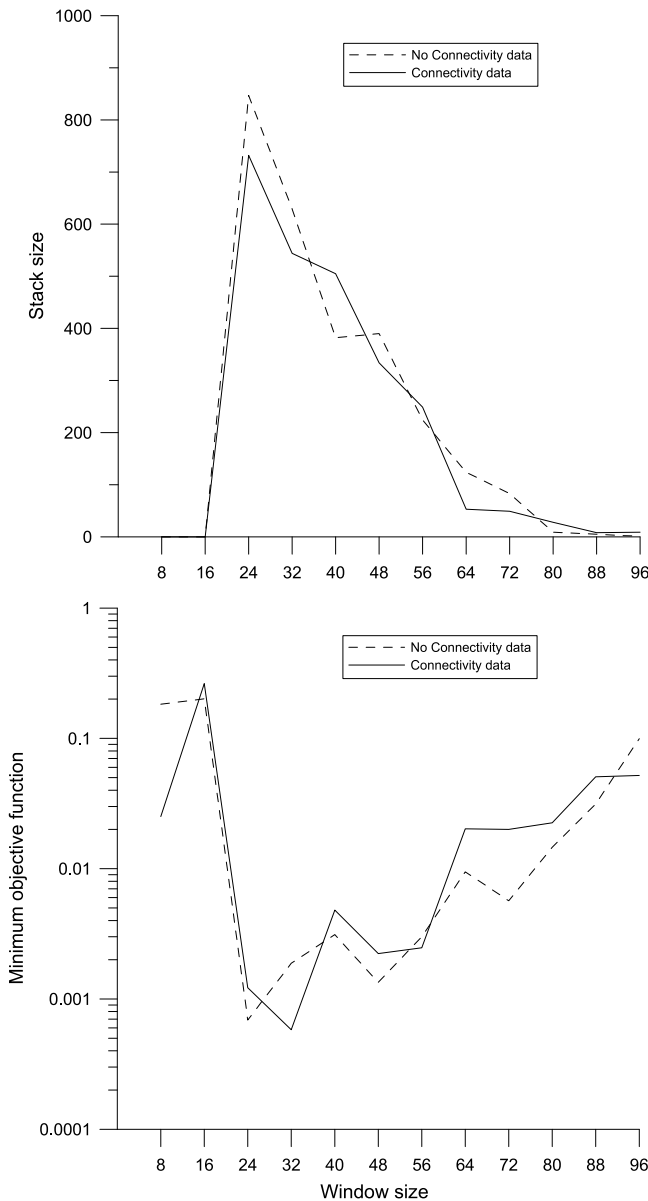 1000
800
600
400
200
0
Stack size
No Connectivity data
Connectivity data
8 16 24 32 40 48 56 64 72 80 88 96
1
0.1
0.01
0.001
0.0001
Minimum objective function
No Connectivity data
Connectivity data
8 16 24 32 40 48 56 64 72 80 88 96
Window size